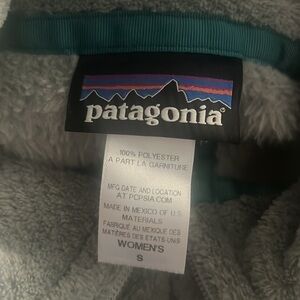 patagonia®
100% POLYESTER
A PART LA GARNITURE
MFG DATE AND LOCATION
AT PCPSIA.COM
MADE IN MEXICO OF U.S.
MATERIALS
FABRIQUÉ AU MEXIQUE DES
MATIÈRES DES ÉTATS UNIS
WOMEN'S
S